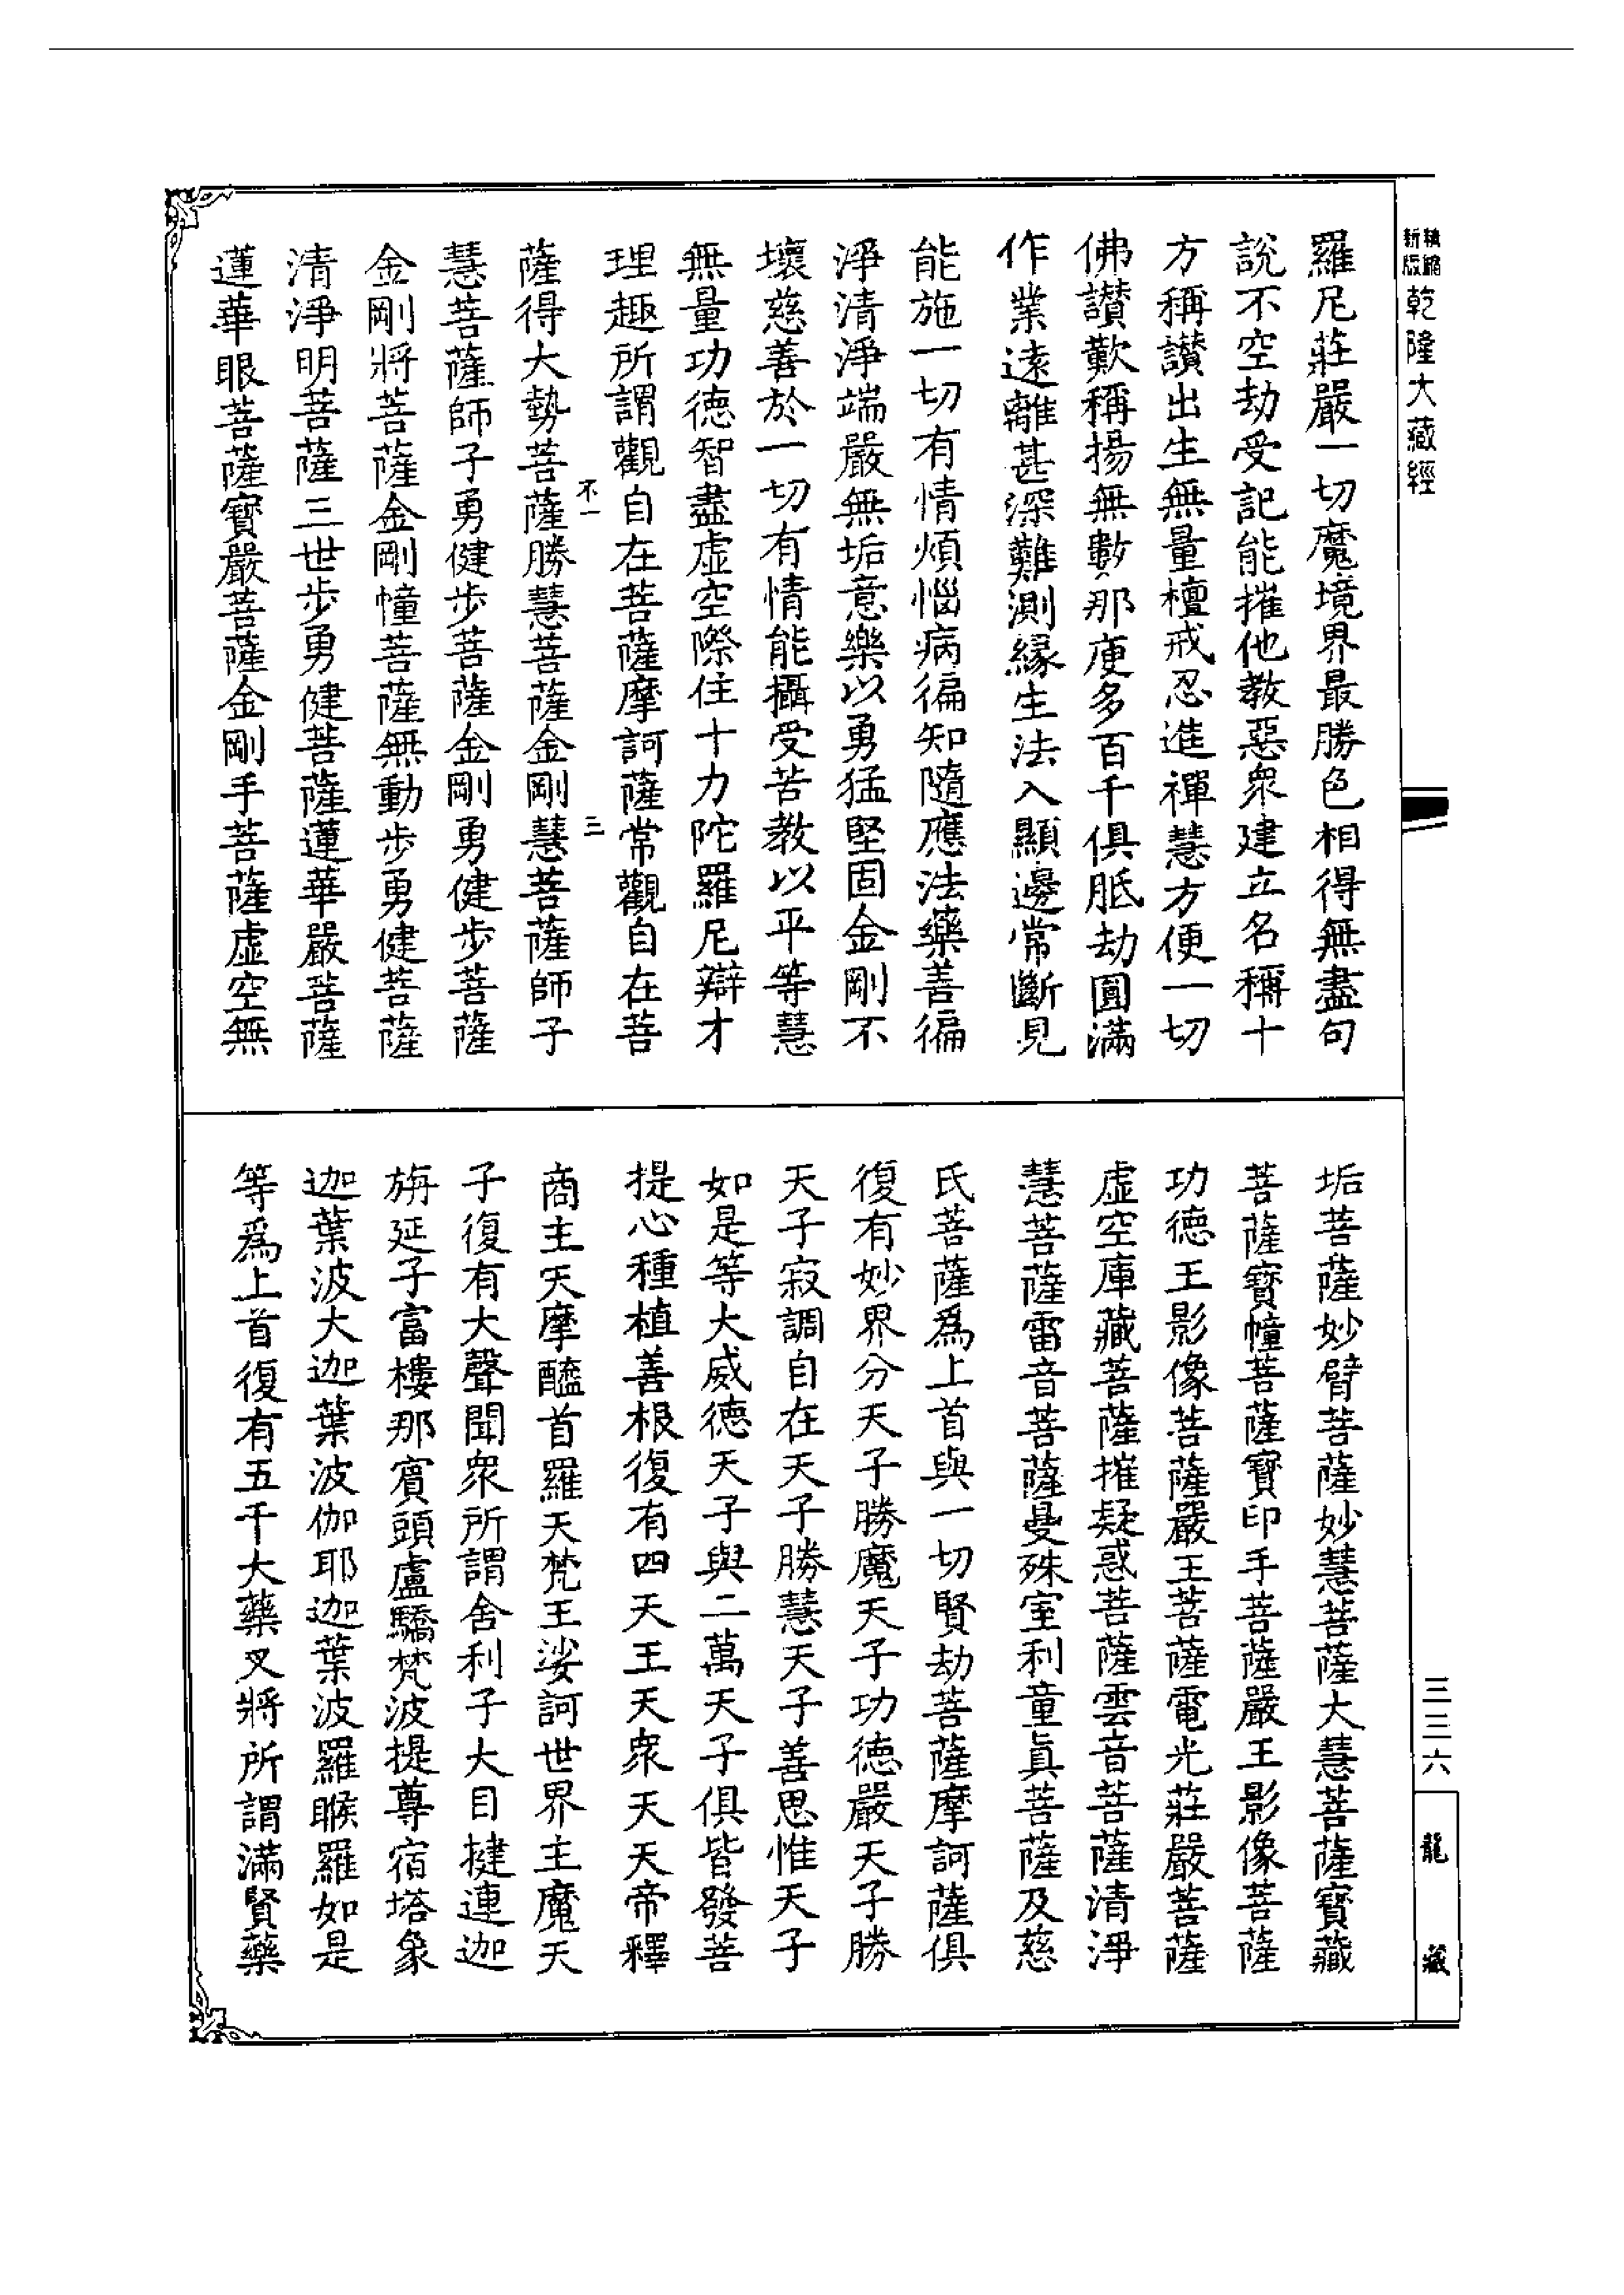 新版
精縮
乾隆大藏經
羅尼莊嚴一切魔境界最勝色相得無盡句
說不空劫受記能摧他教惡衆建立名稱十
方稱讃出生無量檀戒忍進禪慧方便一切
佛讃歎稱揚無數那庾多百千俱胝劫圓滿
作業遠離甚深難測緣生法入顯邊常斷見
能施一切有情煩惱病徧知隨應法藥善徧
淨清淨端嚴無垢意樂以勇猛堅固金剛不
壞慈善於一切有情能攝受苦教以平等慧
無量功德智盡虛空際住十力陀羅尼辯才
理趣所謂觀自在菩薩摩訶薩常觀自在菩
不一
三
薩得大勢菩薩勝慧菩薩金剛慧菩薩師子
慧菩薩師子勇健步菩薩金剛勇健步菩薩
金剛將菩薩金剛幢菩薩無動步勇健菩薩
清淨明菩薩三世步勇健菩薩蓮華嚴菩薩
蓮華眼菩薩寶嚴菩薩金剛手菩薩虛空無
垢菩薩妙臂菩薩妙慧菩薩大慧菩薩寶藏
菩薩寶幢菩薩寶印手菩薩嚴王影像菩薩
功德王影像菩薩嚴王菩薩電光莊嚴菩薩
虛空庫藏菩薩摧疑惑菩薩雲音菩薩清淨
慧菩薩雷音菩薩曼殊室利童眞菩薩及慈
氏菩薩爲上首與一切賢劫菩薩摩訶薩俱
復有妙界分天子勝魔天子功德嚴天子勝
天子寂調自在天子勝慧天子善思惟天子
如是等大威德天子與二萬天子俱皆發菩
提心種植善根復有四天王天衆天天帝釋
商主天摩醯首羅天梵王娑訶世界主魔天
子復有大聲聞衆所謂舍利子大目揵連迦
旃延子富樓那賓頭盧驕梵波提尊宿塔象
迦葉波大迦葉波伽耶迦葉波羅睺羅如是
等爲上首復有五千大藥叉將所謂滿賢藥
三三六
龍藏